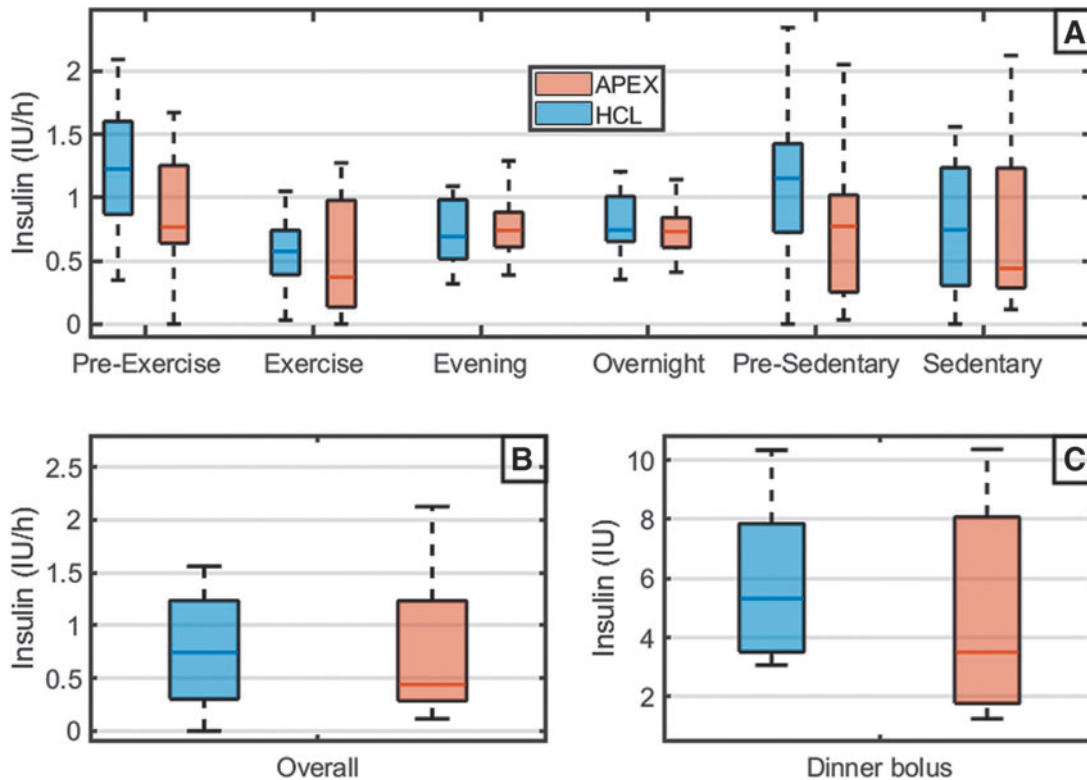 A
Insulin (IU/h)
2
1.5
1
0.5
0
APEX
HCL
Pre-Exercise Exercise Evening Overnight Pre-Sedentary Sedentary
B
Insulin (IU/h)
2.5
2
1.5
1
0.5
0
Overall
C
Insulin (IU)
10
8
6
4
2
Dinner bolus